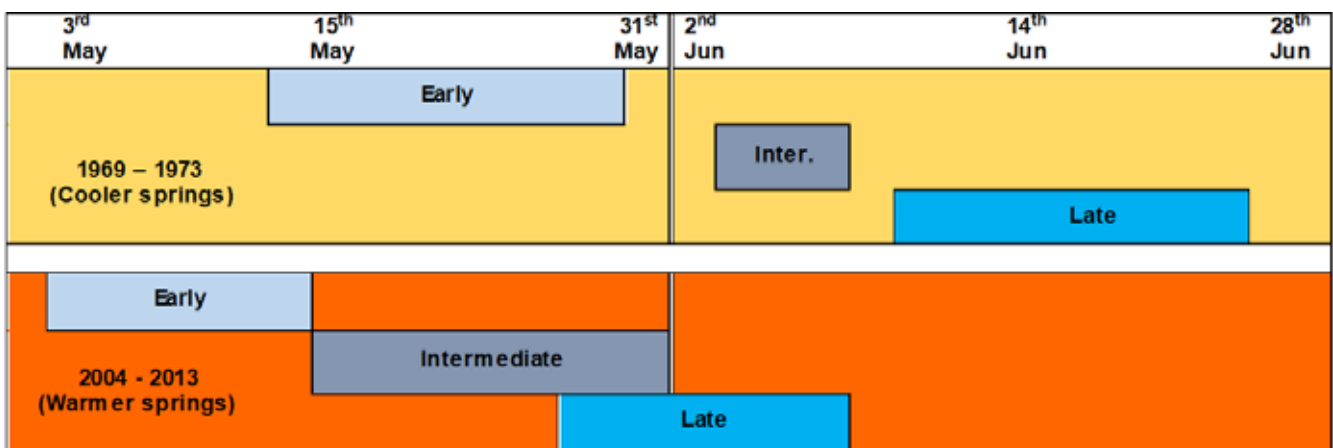 3rd 15th 31st 2nd 14th 28th
May May May Jun Jun Jun
Early
Inter.
1969 – 1973
(Cooler springs)
Late
Early
Intermediate
2004 - 2013
(Warmer springs)
Late